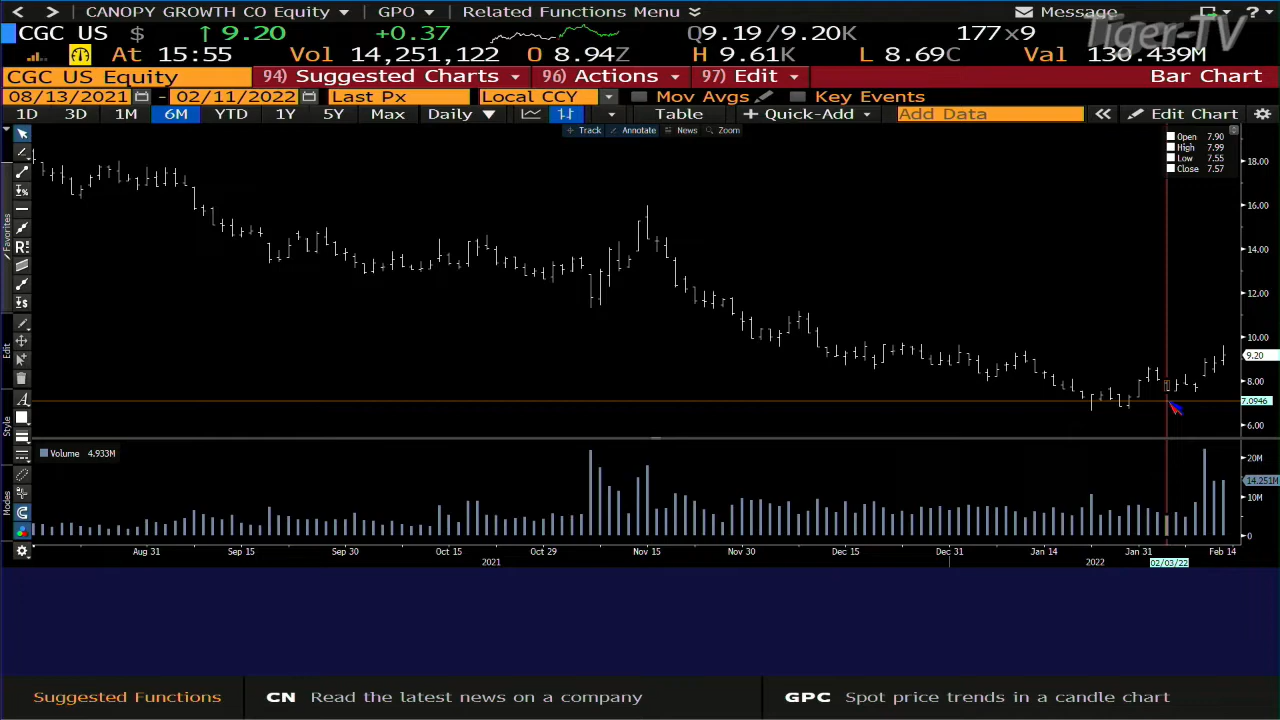 CANOPY GROWTH CO Equity GPO Related Functions Menu Message ?
Tiger-TV
CGC US $ ↑ 9.20 +0.37 Q9.19/9.20K 177x9
At 15:55 Vol 14,251,122 O 8.94Z H 9.61K L 8.69C Val 130.439M
CGC US Equity 94) Suggested Charts 96) Actions 97) Edit Bar Chart
08/13/2021 - 02/11/2022 Last Px Local CCY Mov Avgs Key Events
1D 3D 1M 6M YTD 1Y 5Y Max Daily ▼ Table + Quick-Add Add Data « Edit Chart
Track Annotate News Zoom
Open 7.90
High 7.99
Low 7.55
Close 7.57
Favorites
Edit
Style
Modes
18.00
16.00
14.00
12.00
10.00
9.20
8.00
7.0946
6.00
Volume 4.933M
20M
14.251M
10M
0
Aug 31 Sep 15 Sep 30 Oct 15 Oct 29 Nov 15 Nov 30 Dec 15 Dec 31 Jan 14 Jan 31 Feb 14
2021 2022 02/03/22
Suggested Functions CN Read the latest news on a company GPC Spot price trends in a candle chart